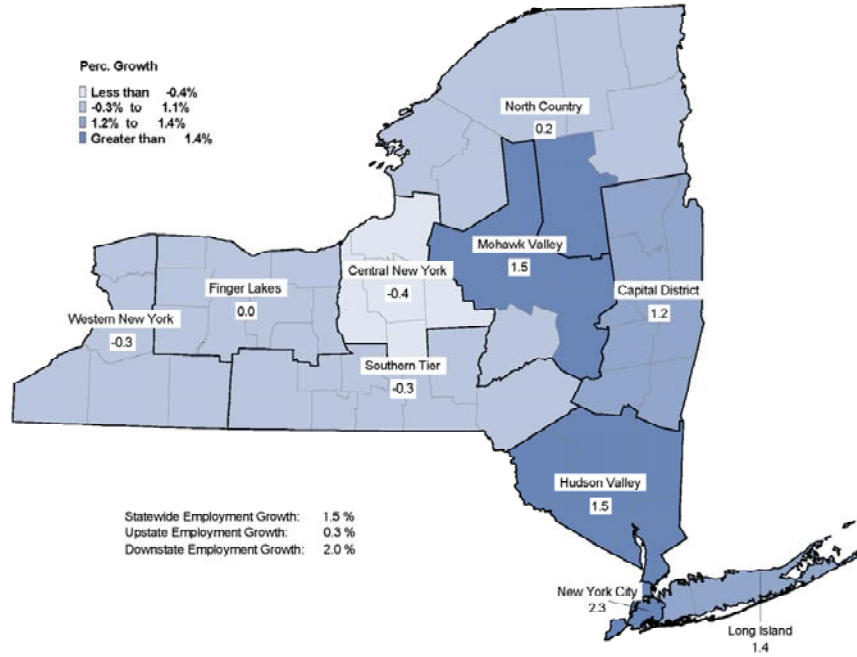 Perc. Growth
Less than -0.4%
-0.3% to 1.1%
1.2% to 1.4%
Greater than 1.4%
North Country
0.2
Mohawk Valley
1.5
Central New York
-0.4
Finger Lakes
0.0
Capital District
1.2
Western New York
-0.3
Southern Tier
-0.3
Hudson Valley
1.5
Statewide Employment Growth: 1.5 %
Upstate Employment Growth: 0.3 %
Downstate Employment Growth: 2.0 %
New York City
2.3
Long Island
1.4